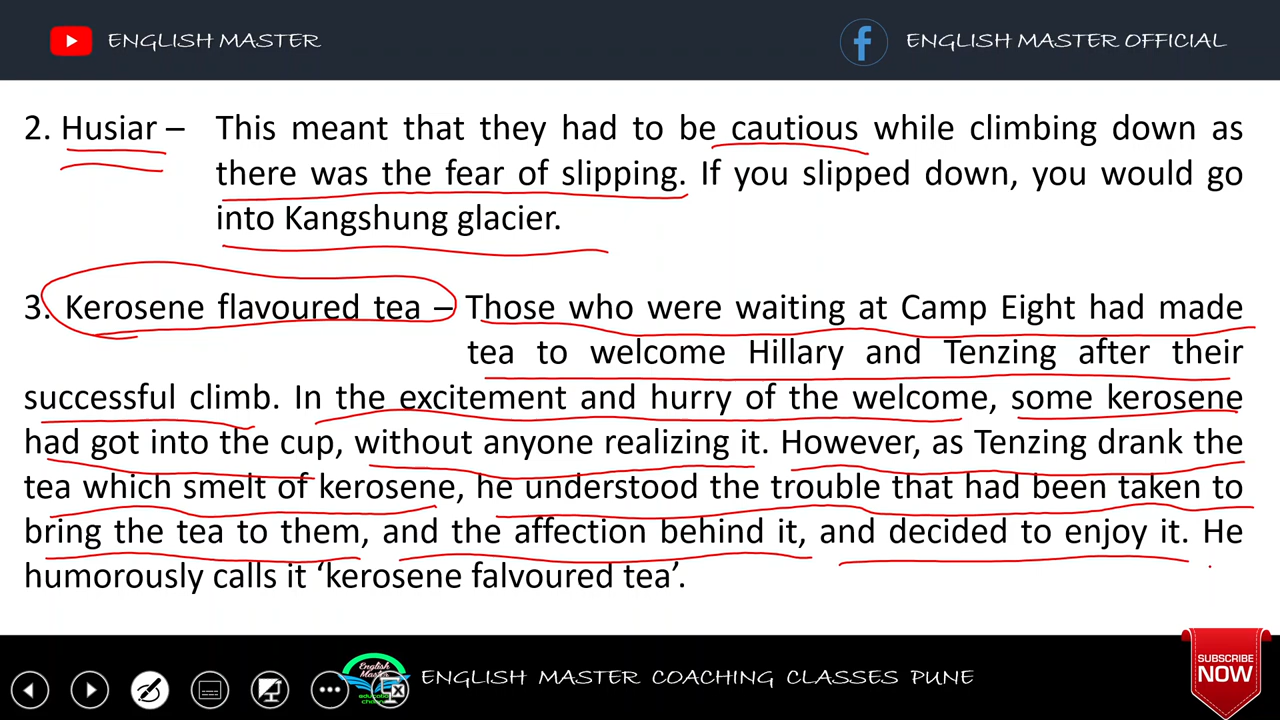 ENGLISH MASTER
f ENGLISH MASTER OFFICIAL
2. Husiar – This meant that they had to be cautious while climbing down as
there was the fear of slipping. If you slipped down, you would go
into Kangshung glacier.
3. Kerosene flavoured tea – Those who were waiting at Camp Eight had made
tea to welcome Hillary and Tenzing after their
successful climb. In the excitement and hurry of the welcome, some kerosene
had got into the cup, without anyone realizing it. However, as Tenzing drank the
tea which smelt of kerosene, he understood the trouble that had been taken to
bring the tea to them, and the affection behind it, and decided to enjoy it. He
humorously calls it ‘kerosene falvoured tea’.
English
Master
ENGLISH MASTER COACHING CLASSES PUNE
SUBSCRIBE
NOW